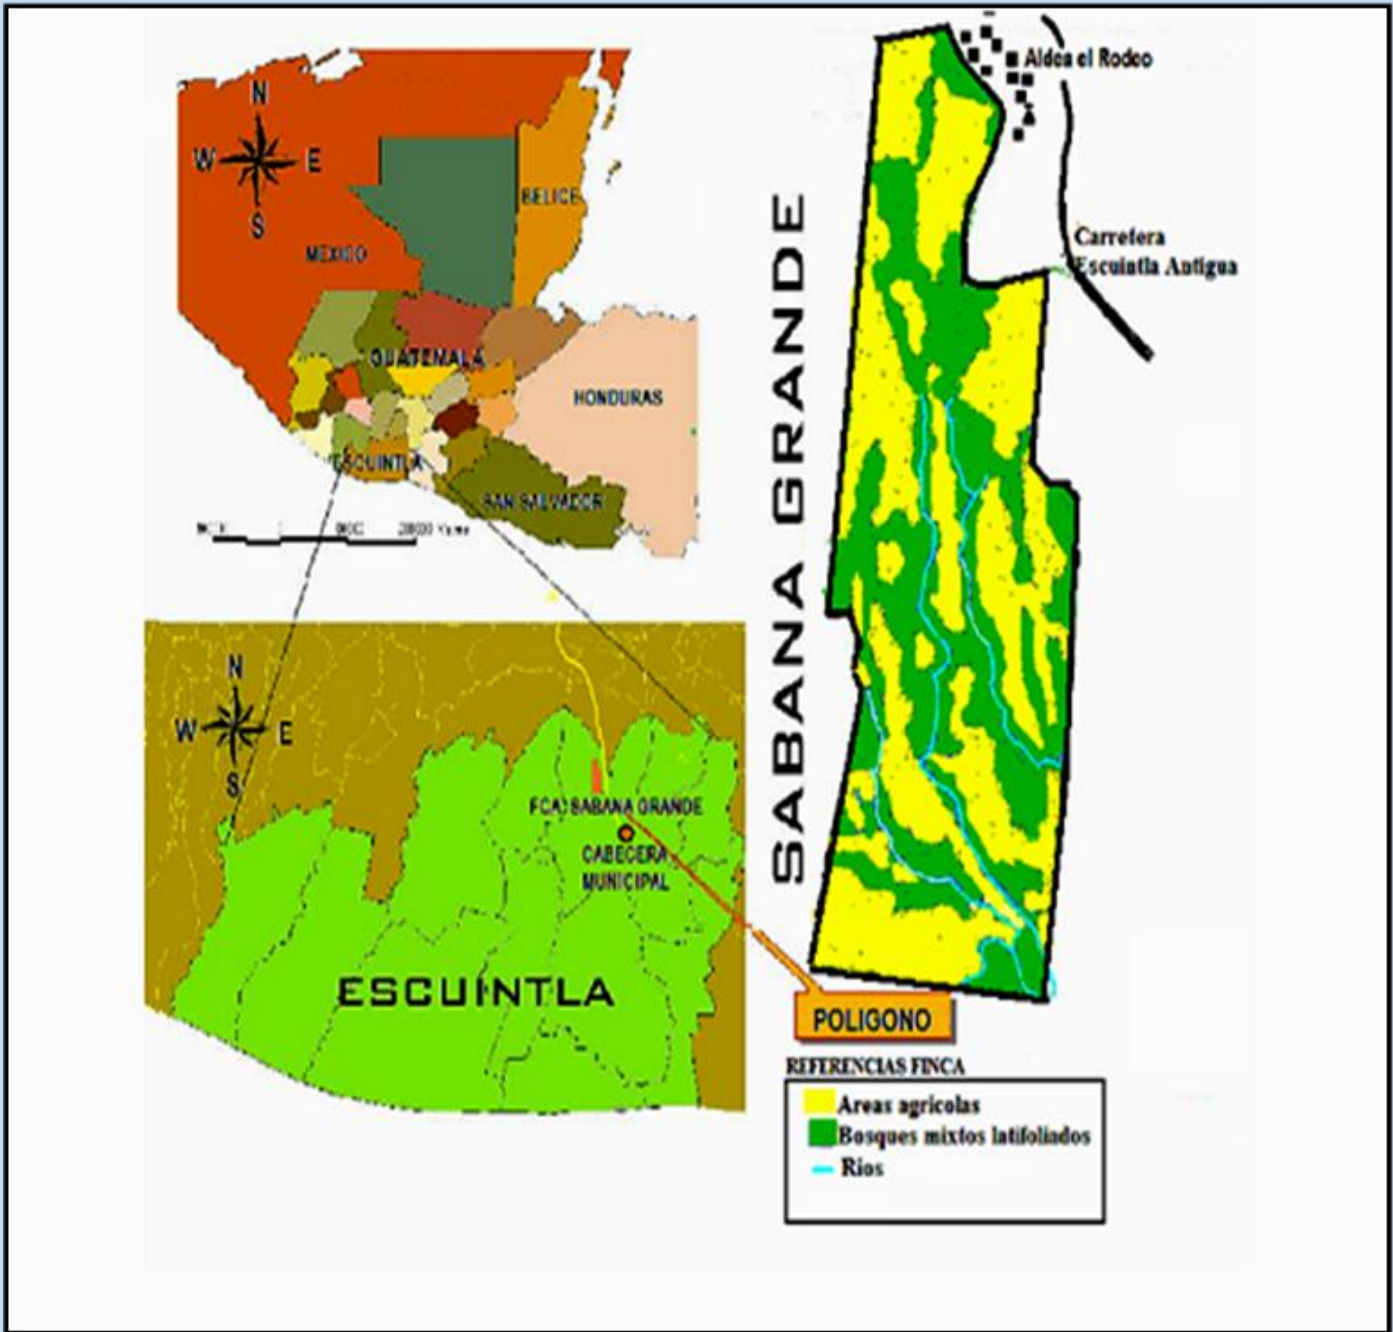 N
W E
S
MEXICO
BELICE
GUATEMALA
HONDURAS
ESCUINTLA
SAN SALVADOR
N
W E
S
FCA. SABANA GRANDE
CABECERA
MUNICIPAL
ESCUINTLA
SABANA GRANDE
Aldea el Rodeo
Carretera
Escuintla Antigua
POLIGONO
REFERENCIAS FINCA
Areas agricolas
Bosques mixtos latifoliados
Rios